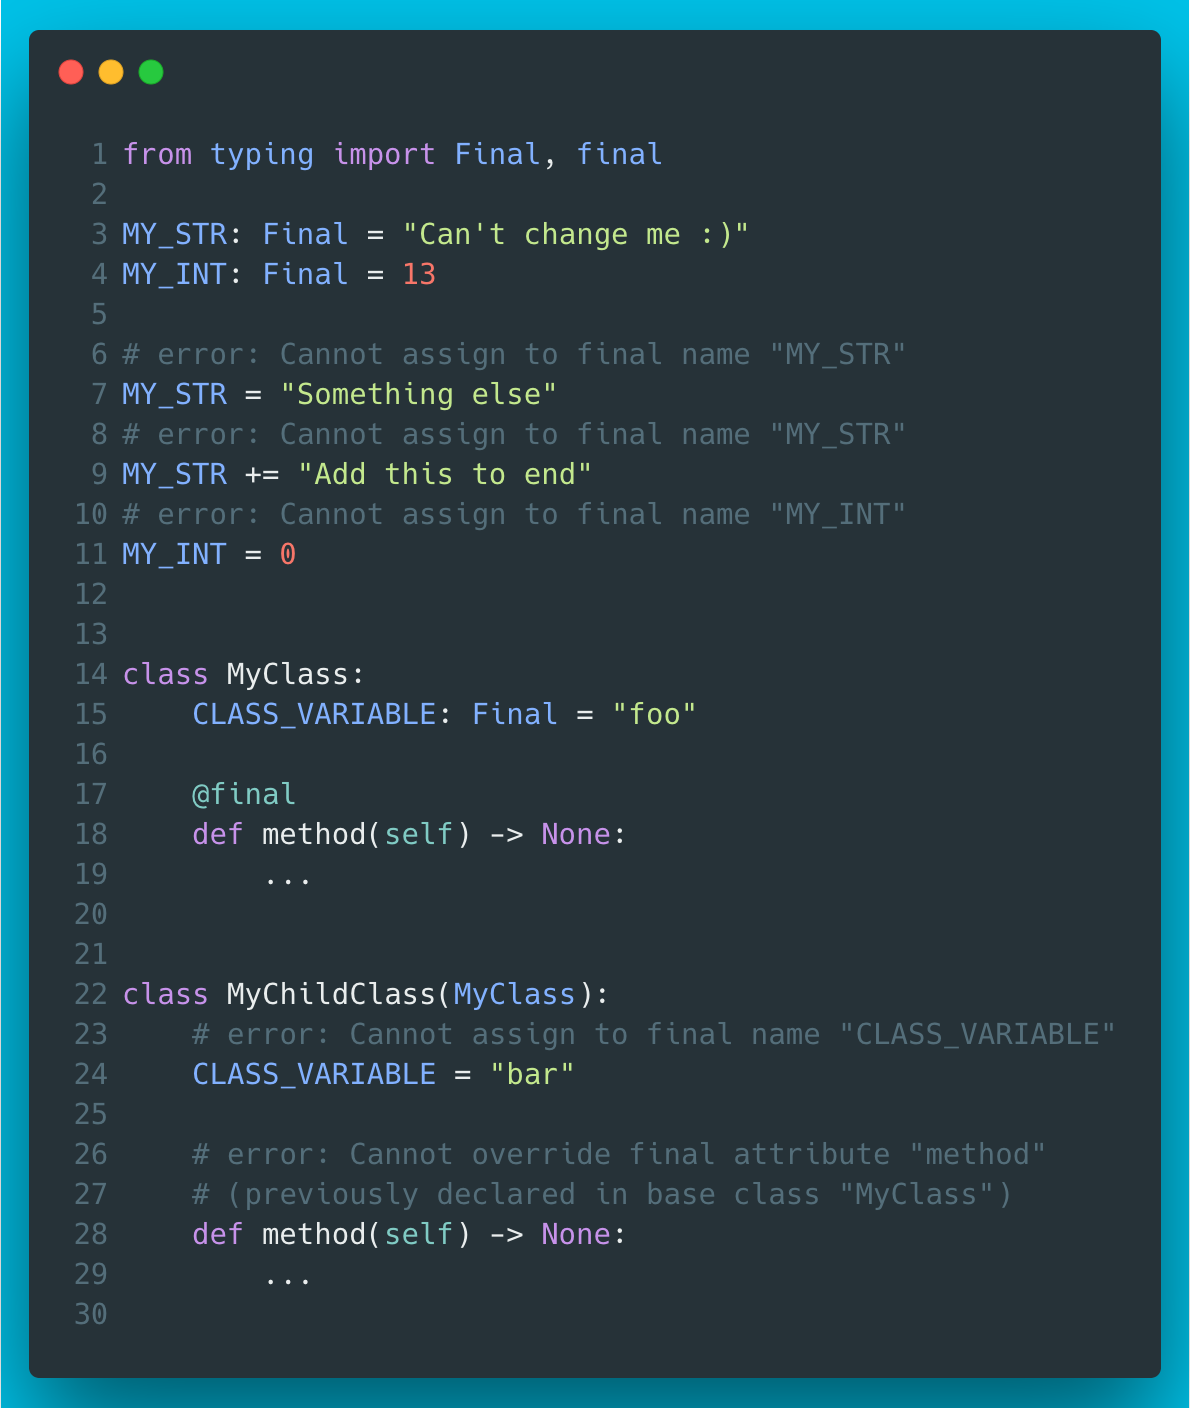 1 from typing import Final, final
2
3 MY_STR: Final = "Can't change me :)"
4 MY_INT: Final = 13
5
6 # error: Cannot assign to final name "MY_STR"
7 MY_STR = "Something else"
8 # error: Cannot assign to final name "MY_STR"
9 MY_STR += "Add this to end"
10 # error: Cannot assign to final name "MY_INT"
11 MY_INT = 0
12
13
14 class MyClass:
15     CLASS_VARIABLE: Final = "foo"
16
17     @final
18     def method(self) -> None:
19         ...
20
21
22 class MyChildClass(MyClass):
23     # error: Cannot assign to final name "CLASS_VARIABLE"
24     CLASS_VARIABLE = "bar"
25
26     # error: Cannot override final attribute "method"
27     # (previously declared in base class "MyClass")
28     def method(self) -> None:
29         ...
30